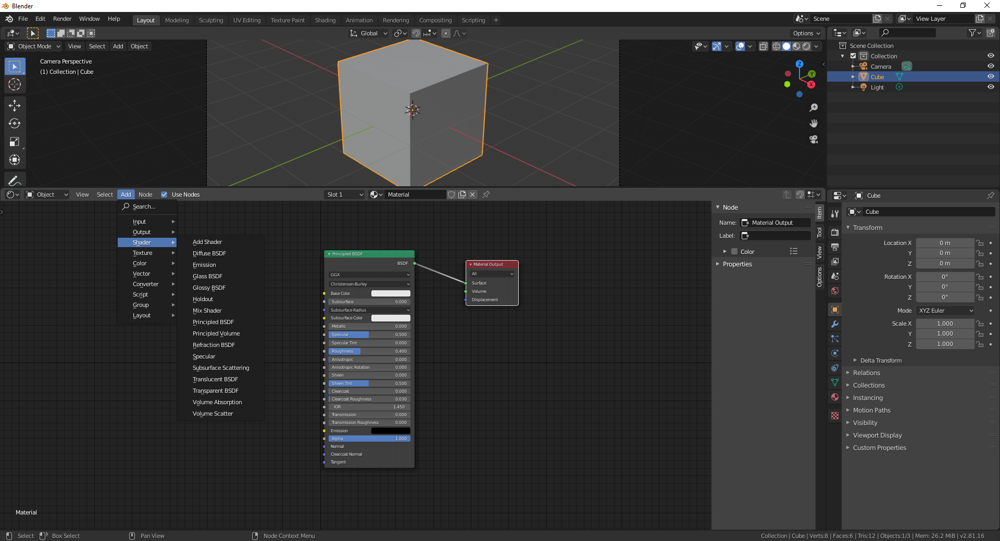 Blender
File Edit Render Window Help Layout Modeling Sculpting UV Editing Texture Paint Shading Animation Rendering Compositing Scripting + Scene View Layer
Global Options
Object Mode View Select Add Object
Camera Perspective
(1) Collection | Cube
Z
Y
X
Scene Collection
Collection
Camera
Cube
Light
Object View Select Add Node Use Nodes Slot 1 Material
Search...
Input
Output
Shader
Texture
Color
Vector
Converter
Script
Group
Layout
Add Shader
Diffuse BSDF
Emission
Glass BSDF
Glossy BSDF
Holdout
Mix Shader
Principled BSDF
Principled Volume
Refraction BSDF
Specular
Subsurface Scattering
Translucent BSDF
Transparent BSDF
Volume Absorption
Volume Scatter
Principled BSDF
BSDF
GGX
Christensen-Burley
Base Color
Subsurface 0.000
Subsurface Radius
Subsurface Color
Metallic 0.000
Specular 0.500
Specular Tint 0.000
Roughness 0.400
Anisotropic 0.000
Anisotropic Rotation 0.000
Sheen 0.000
Sheen Tint 0.500
Clearcoat 0.000
Clearcoat Roughness 0.030
IOR 1.450
Transmission 0.000
Transmission Roughness 0.000
Emission
Alpha 1.000
Normal
Clearcoat Normal
Tangent
Material Output
All
Surface
Volume
Displacement
Node
Name: Material Output
Label:
Color
Properties
Item
Tool
View
Options
Cube
Cube
Transform
Location X 0 m
Y 0 m
Z 0 m
Rotation X 0°
Y 0°
Z 0°
Mode XYZ Euler
Scale X 1.000
Y 1.000
Z 1.000
Delta Transform
Relations
Collections
Instancing
Motion Paths
Visibility
Viewport Display
Custom Properties
Material
Select Box Select Pan View Node Context Menu Collection | Cube | Verts:8 | Faces:6 | Tris:12 | Objects:1/3 | Mem: 26.2 MiB | v2.81.16